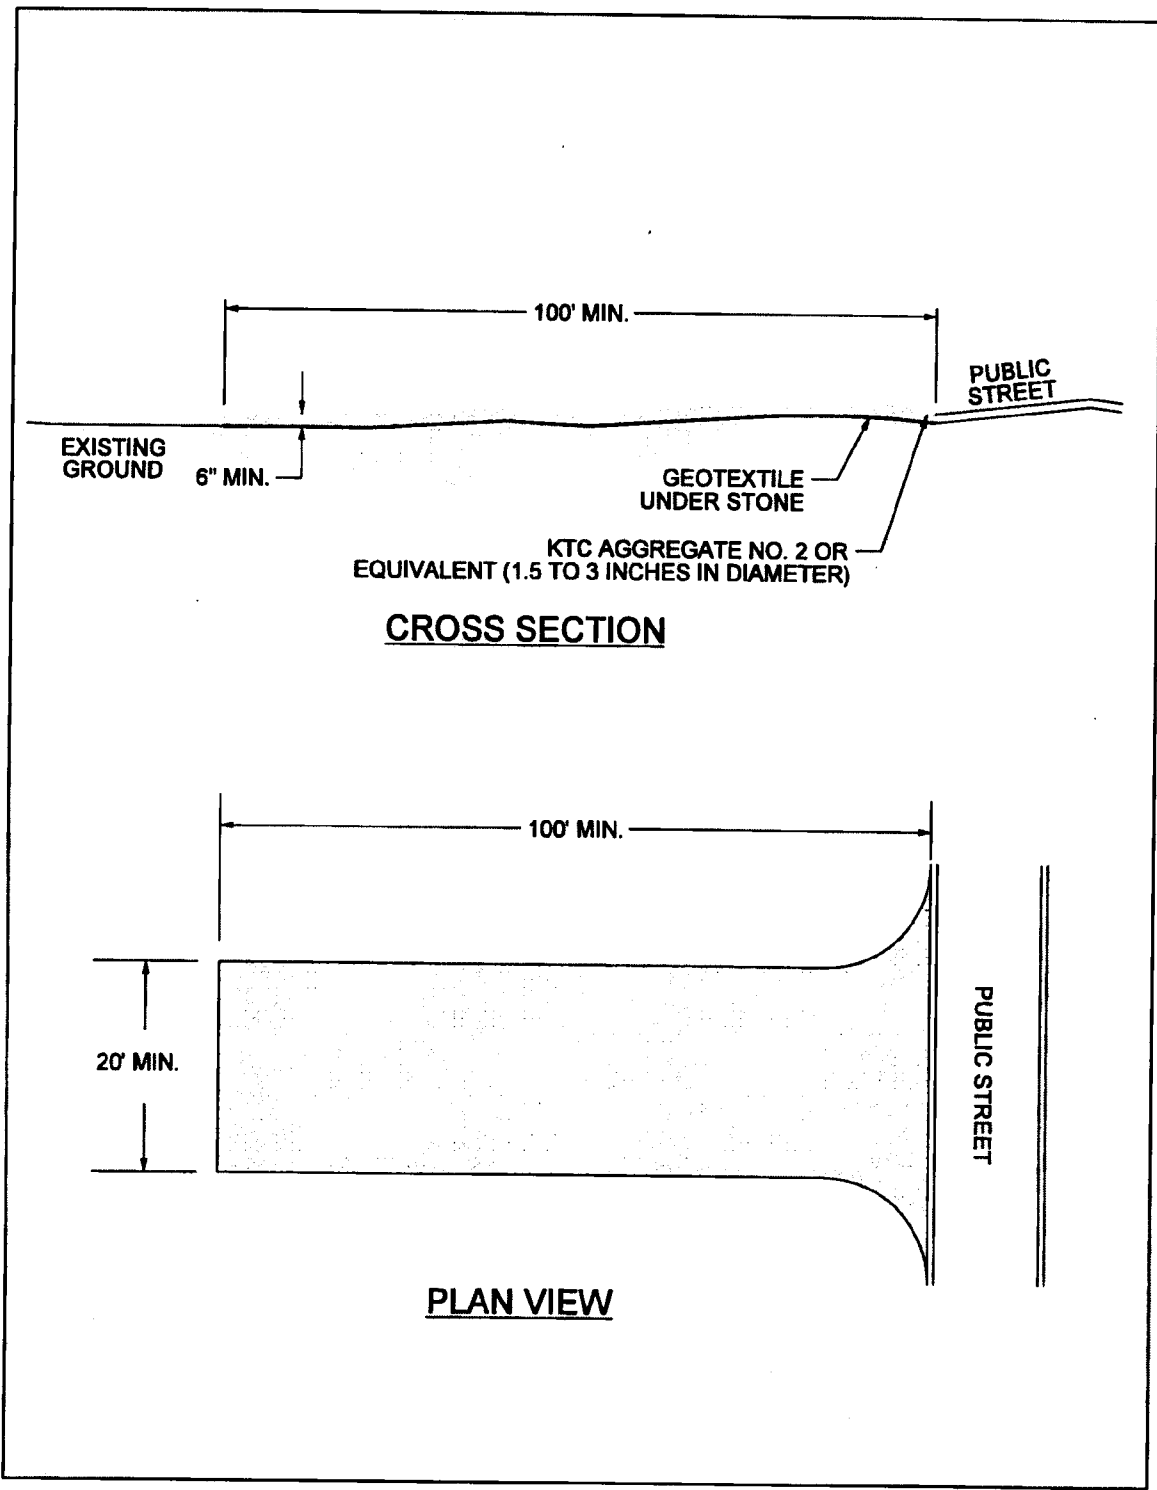 100' MIN.
PUBLIC
STREET
EXISTING
GROUND
6" MIN.
GEOTEXTILE
UNDER STONE
KTC AGGREGATE NO. 2 OR
EQUIVALENT (1.5 TO 3 INCHES IN DIAMETER)
CROSS SECTION
100' MIN.
20' MIN.
PUBLIC STREET
PLAN VIEW